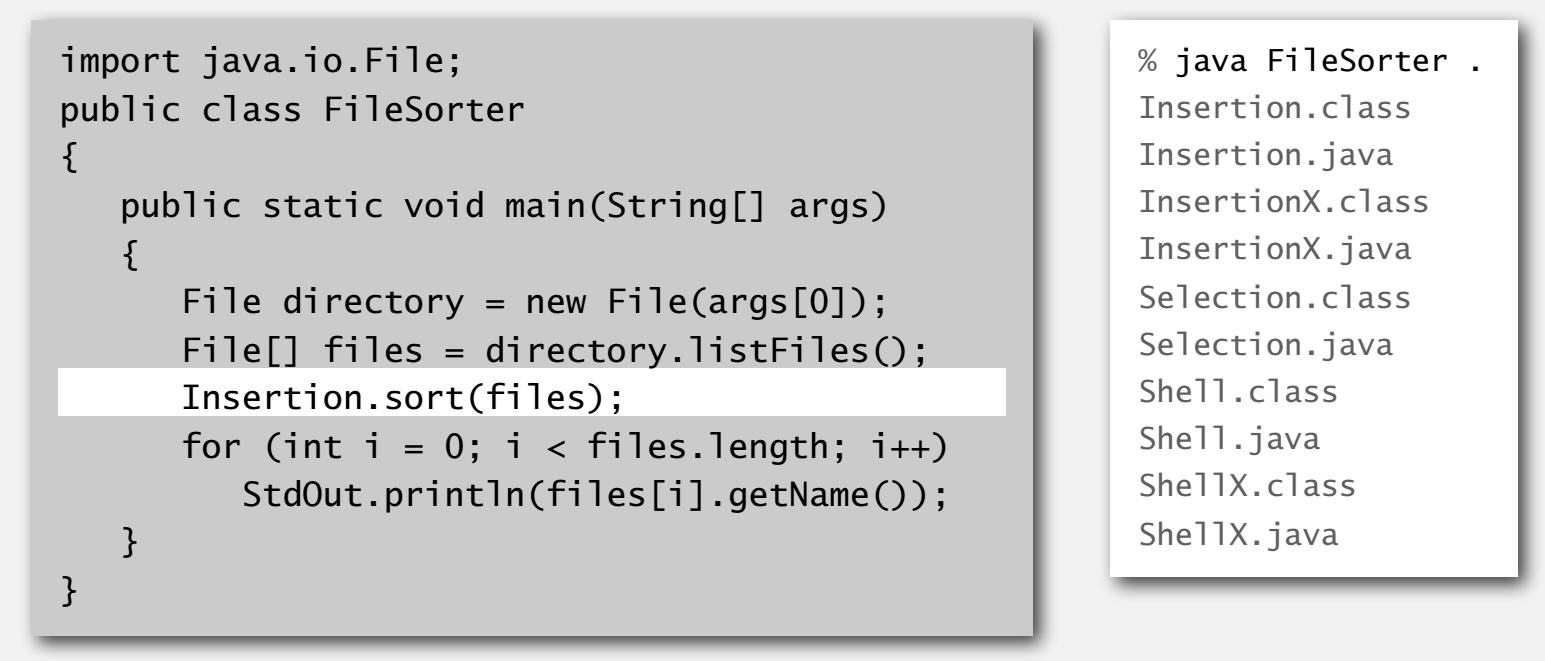 import java.io.File;
public class FileSorter
{
   public static void main(String[] args)
   {
      File directory = new File(args[0]);
      File[] files = directory.listFiles();
      Insertion.sort(files);
      for (int i = 0; i < files.length; i++)
         StdOut.println(files[i].getName());
   }
}
% java FileSorter .
Insertion.class
Insertion.java
InsertionX.class
InsertionX.java
Selection.class
Selection.java
Shell.class
Shell.java
ShellX.class
ShellX.java